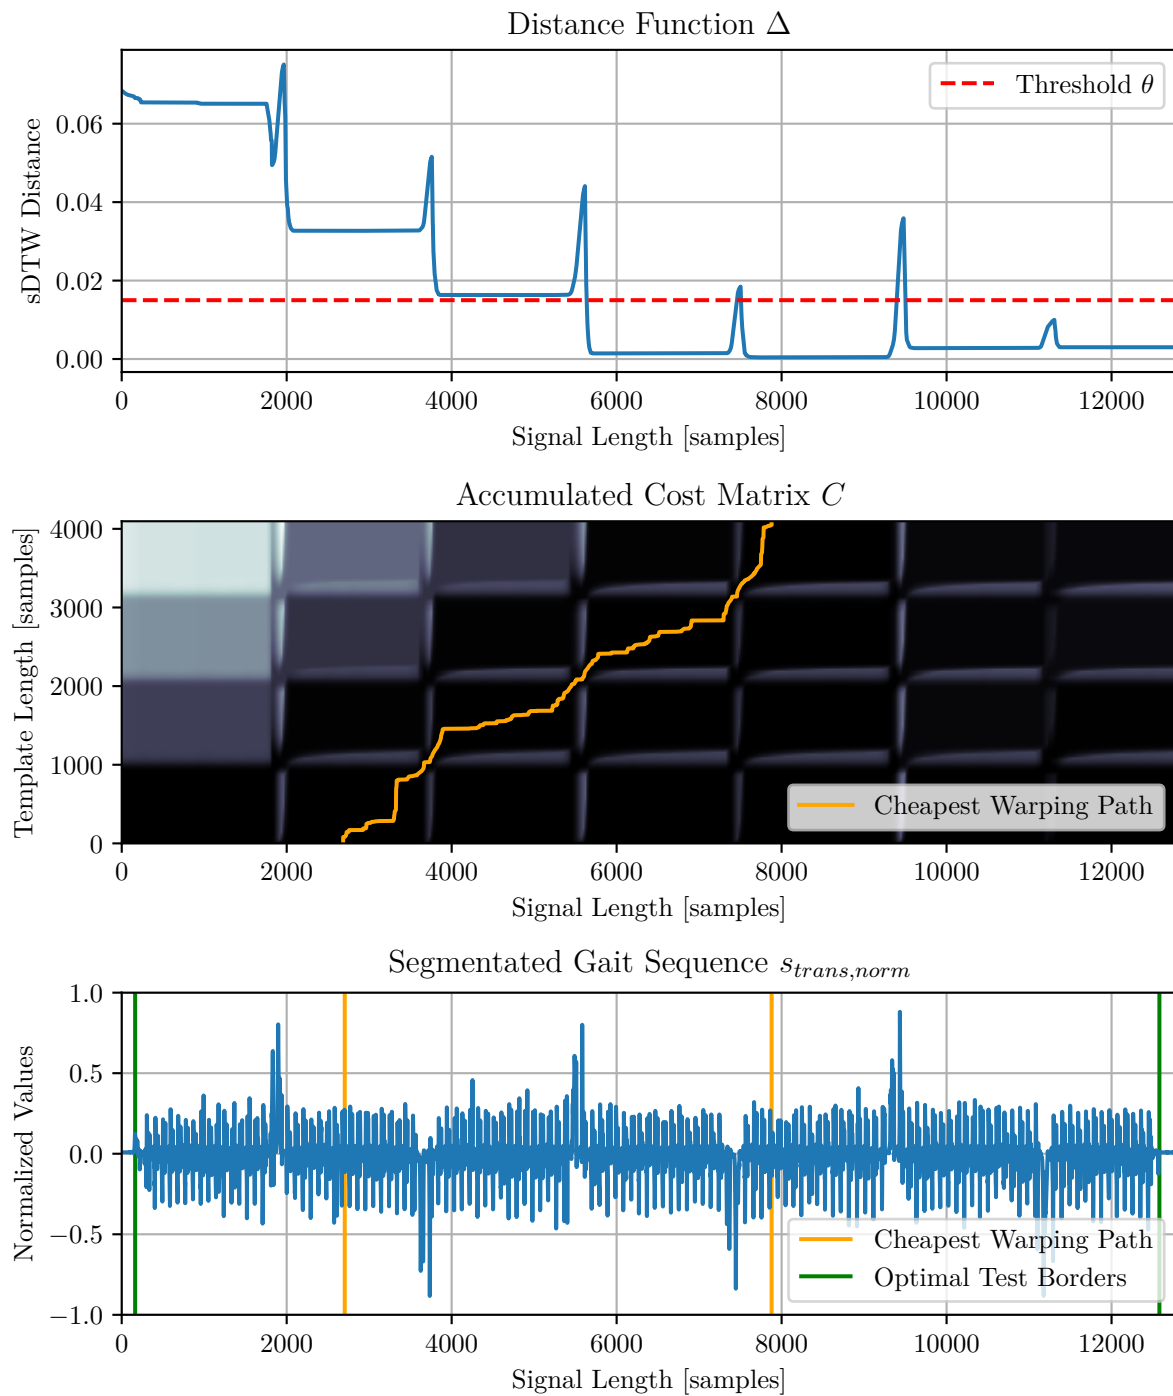 Distance Function Δ
Threshold θ
sDTW Distance
0.06
0.04
0.02
0.00
0 2000 4000 6000 8000 10000 12000
Signal Length [samples]
Accumulated Cost Matrix C
Template Length [samples]
4000
3000
2000
1000
0
Cheapest Warping Path
0 2000 4000 6000 8000 10000 12000
Signal Length [samples]
Segmentated Gait Sequence s_{trans,norm}
Normalized Values
1.0
0.5
0.0
−0.5
−1.0
Cheapest Warping Path
Optimal Test Borders
0 2000 4000 6000 8000 10000 12000
Signal Length [samples]